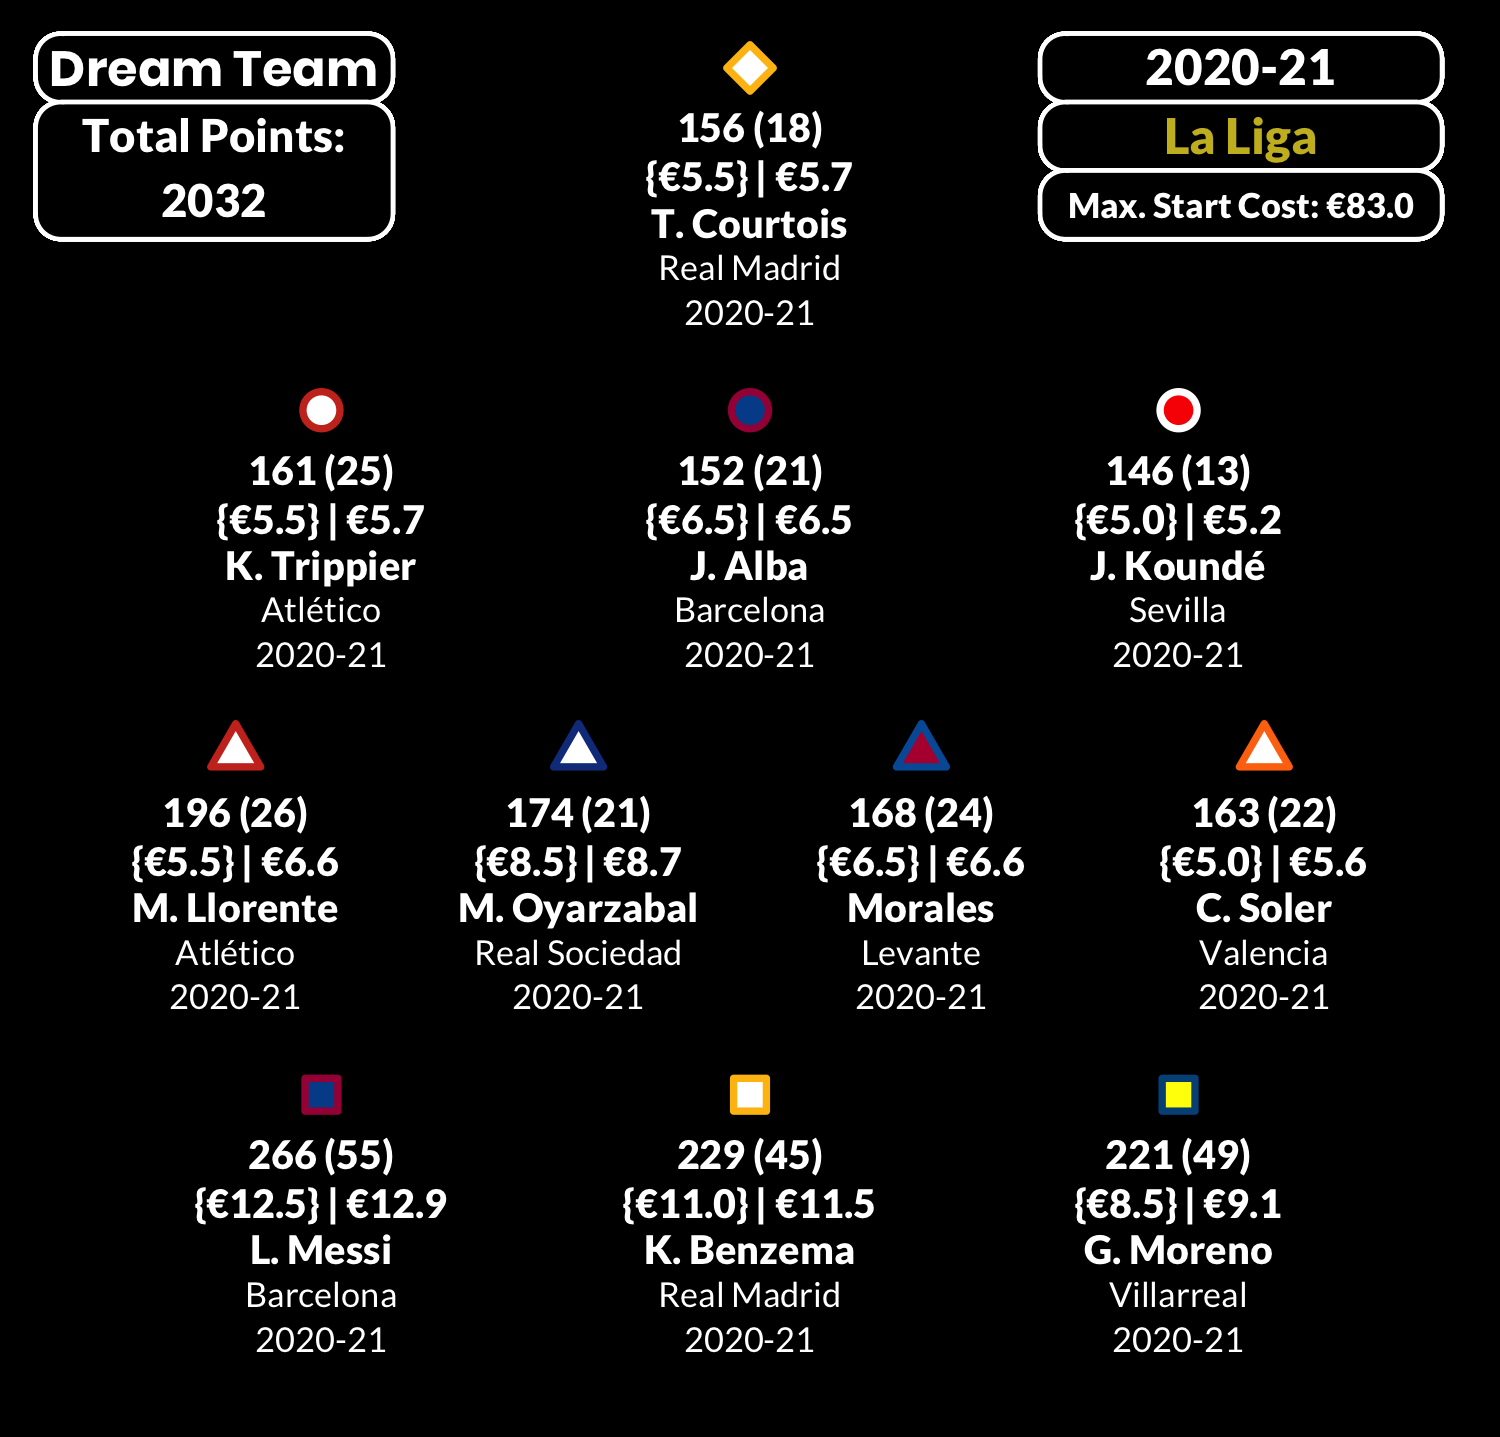 Dream Team
Total Points:
2032
2020-21
La Liga
Max. Start Cost: €83.0
156 (18)
{€5.5} | €5.7
T. Courtois
Real Madrid
2020-21
161 (25)
{€5.5} | €5.7
K. Trippier
Atlético
2020-21
152 (21)
{€6.5} | €6.5
J. Alba
Barcelona
2020-21
146 (13)
{€5.0} | €5.2
J. Koundé
Sevilla
2020-21
196 (26)
{€5.5} | €6.6
M. Llorente
Atlético
2020-21
174 (21)
{€8.5} | €8.7
M. Oyarzabal
Real Sociedad
2020-21
168 (24)
{€6.5} | €6.6
Morales
Levante
2020-21
163 (22)
{€5.0} | €5.6
C. Soler
Valencia
2020-21
266 (55)
{€12.5} | €12.9
L. Messi
Barcelona
2020-21
229 (45)
{€11.0} | €11.5
K. Benzema
Real Madrid
2020-21
221 (49)
{€8.5} | €9.1
G. Moreno
Villarreal
2020-21